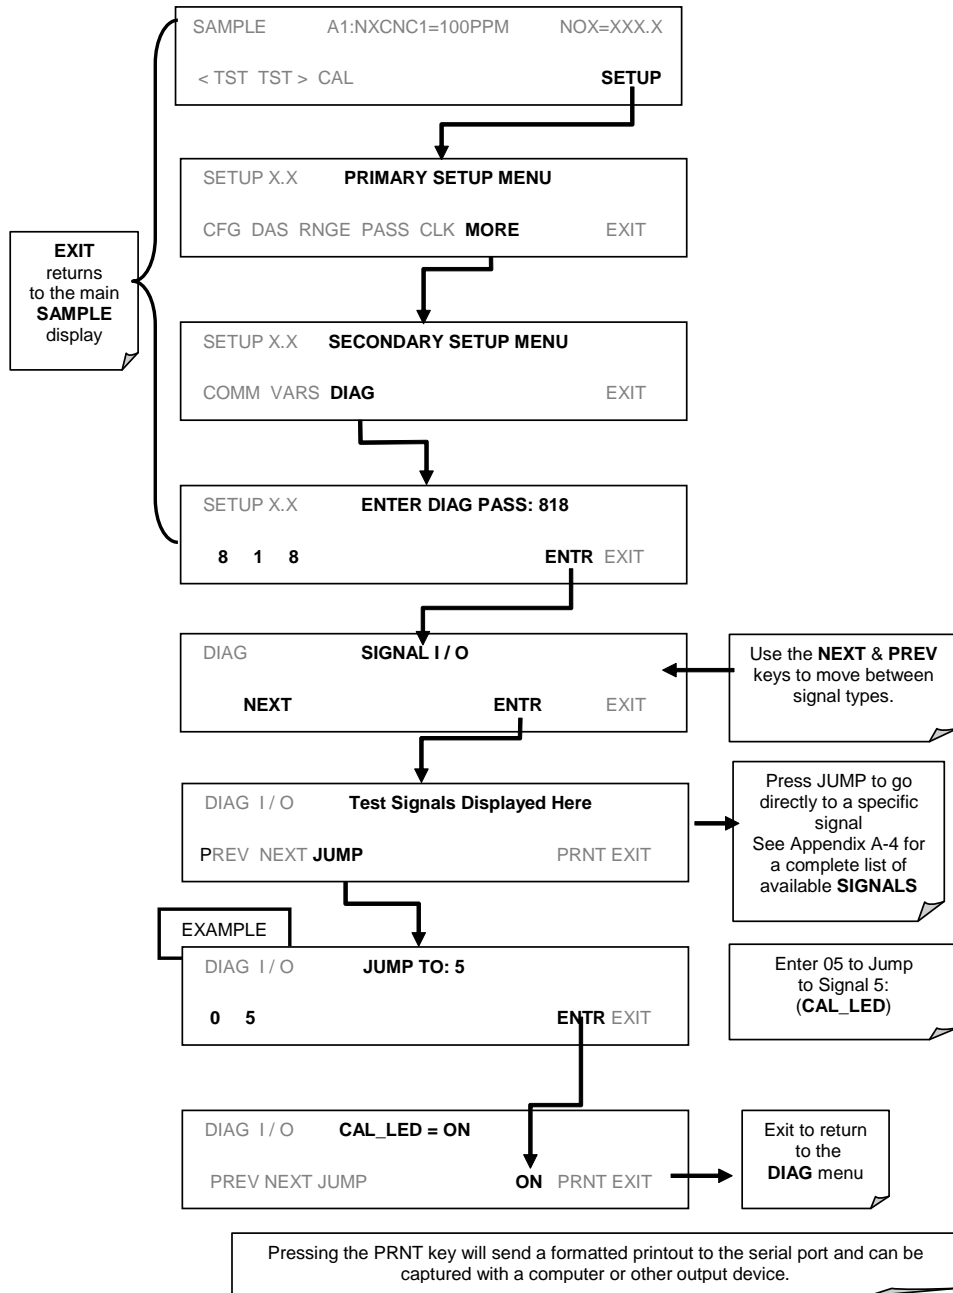 SAMPLE A1:NXCNC1=100PPM NOX=XXX.X
< TST TST > CAL SETUP
SETUP X.X PRIMARY SETUP MENU
CFG DAS RNGE PASS CLK MORE EXIT
EXIT
returns
to the main
SAMPLE
display
SETUP X.X SECONDARY SETUP MENU
COMM VARS DIAG EXIT
SETUP X.X ENTER DIAG PASS: 818
8 1 8 ENTR EXIT
DIAG SIGNAL I / O
NEXT ENTR EXIT
Use the NEXT & PREV
keys to move between
signal types.
DIAG I / O Test Signals Displayed Here
PREV NEXT JUMP PRNT EXIT
Press JUMP to go
directly to a specific
signal
See Appendix A-4 for
a complete list of
available SIGNALS
EXAMPLE
DIAG I / O JUMP TO: 5
0 5 ENTR EXIT
Enter 05 to Jump
to Signal 5:
(CAL_LED)
DIAG I / O CAL_LED = ON
PREV NEXT JUMP ON PRNT EXIT
Exit to return
to the
DIAG menu
Pressing the PRNT key will send a formatted printout to the serial port and can be
captured with a computer or other output device.